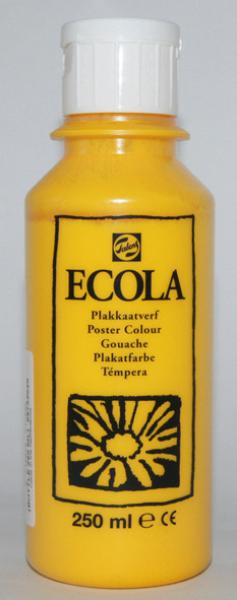 Talens
ECOLA
Plakkaatverf
Poster Colour
Gouache
Plakatfarbe
Témpera
250 ml ℮ CE